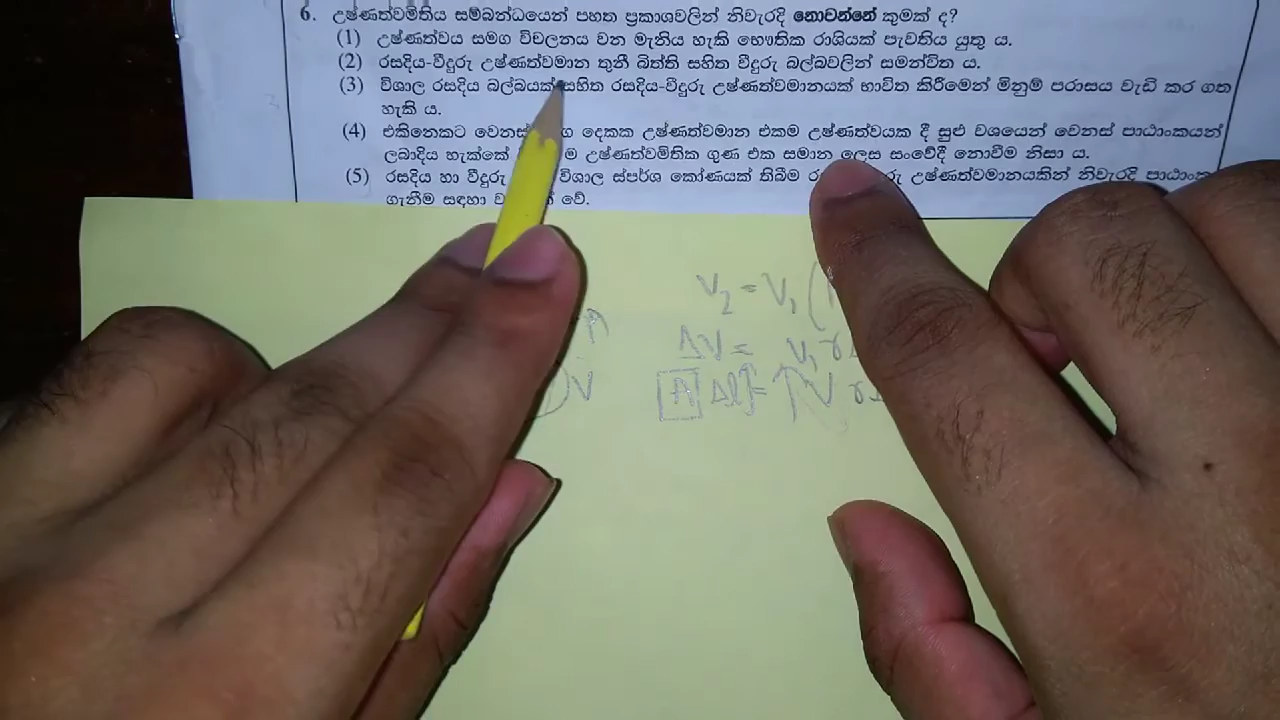 6. උෂ්ණත්වමිතිය සම්බන්ධයෙන් පහත ප්‍රකාශවලින් නිවැරදි නොවන්නේ කුමක් ද?
(1) උෂ්ණත්වය සමග විචලනය වන මැනිය හැකි භෞතික රාශියක් පැවතිය යුතු ය.
(2) රසදිය-වීදුරු උෂ්ණත්වමාන තුනී බිත්ති සහිත වීදුරු බල්බවලින් සමන්විත ය.
(3) විශාල රසදිය බල්බයක් සහිත රසදිය-වීදුරු උෂ්ණත්වමානයක් භාවිත කිරීමෙන් මිනුම් පරාසය වැඩි කර ගත
හැකි ය.
(4) එකිනෙකට දෙකක උෂ්ණත්වමාන එකම උෂ්ණත්වයක දී සුළු වශයෙන් වෙනස් පාඨාංකයන්
ලබාදිය හැක්කේ උෂ්ණත්වමිතික ගුණ එක සමාන ලෙස සංවේදී නොවීම නිසා ය.
(5) රසදිය හා වීදුරු විශාල ස්පර්ශ කෝණයක් තිබීම උෂ්ණත්වමානයකින් නිවැරදි
ගැනීම සඳහා වේ.
V₂ = V₁ (
ΔV = V₁ γ
A Δl = V γ
V